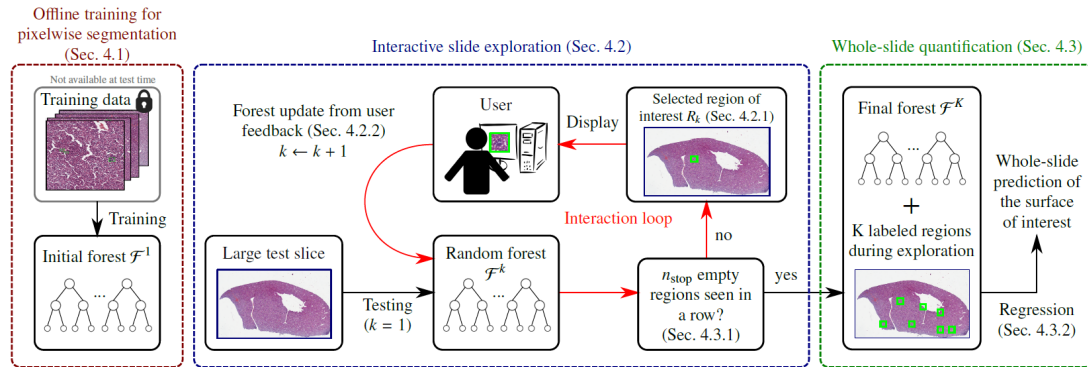 Offline training for
pixelwise segmentation
(Sec. 4.1)
Not available at test time
Training data
Training
Initial forest 𝓕¹
Interactive slide exploration (Sec. 4.2)
Forest update from user
feedback (Sec. 4.2.2)
k ← k + 1
User
Display
Selected region of
interest Rₖ (Sec. 4.2.1)
Interaction loop
no
Large test slice
Testing
(k = 1)
Random forest
𝓕ᵏ
n_stop empty
regions seen in
a row?
(Sec. 4.3.1)
yes
Whole-slide quantification (Sec. 4.3)
Final forest 𝓕ᴷ
+
K labeled regions
during exploration
Whole-slide
prediction of
the surface
of interest
Regression
(Sec. 4.3.2)